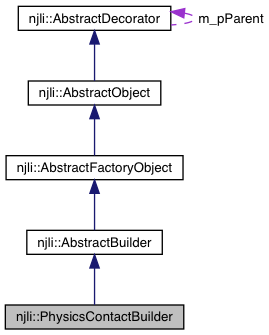 njli::AbstractDecorator
m_pParent
njli::AbstractObject
njli::AbstractFactoryObject
njli::AbstractBuilder
njli::PhysicsContactBuilder